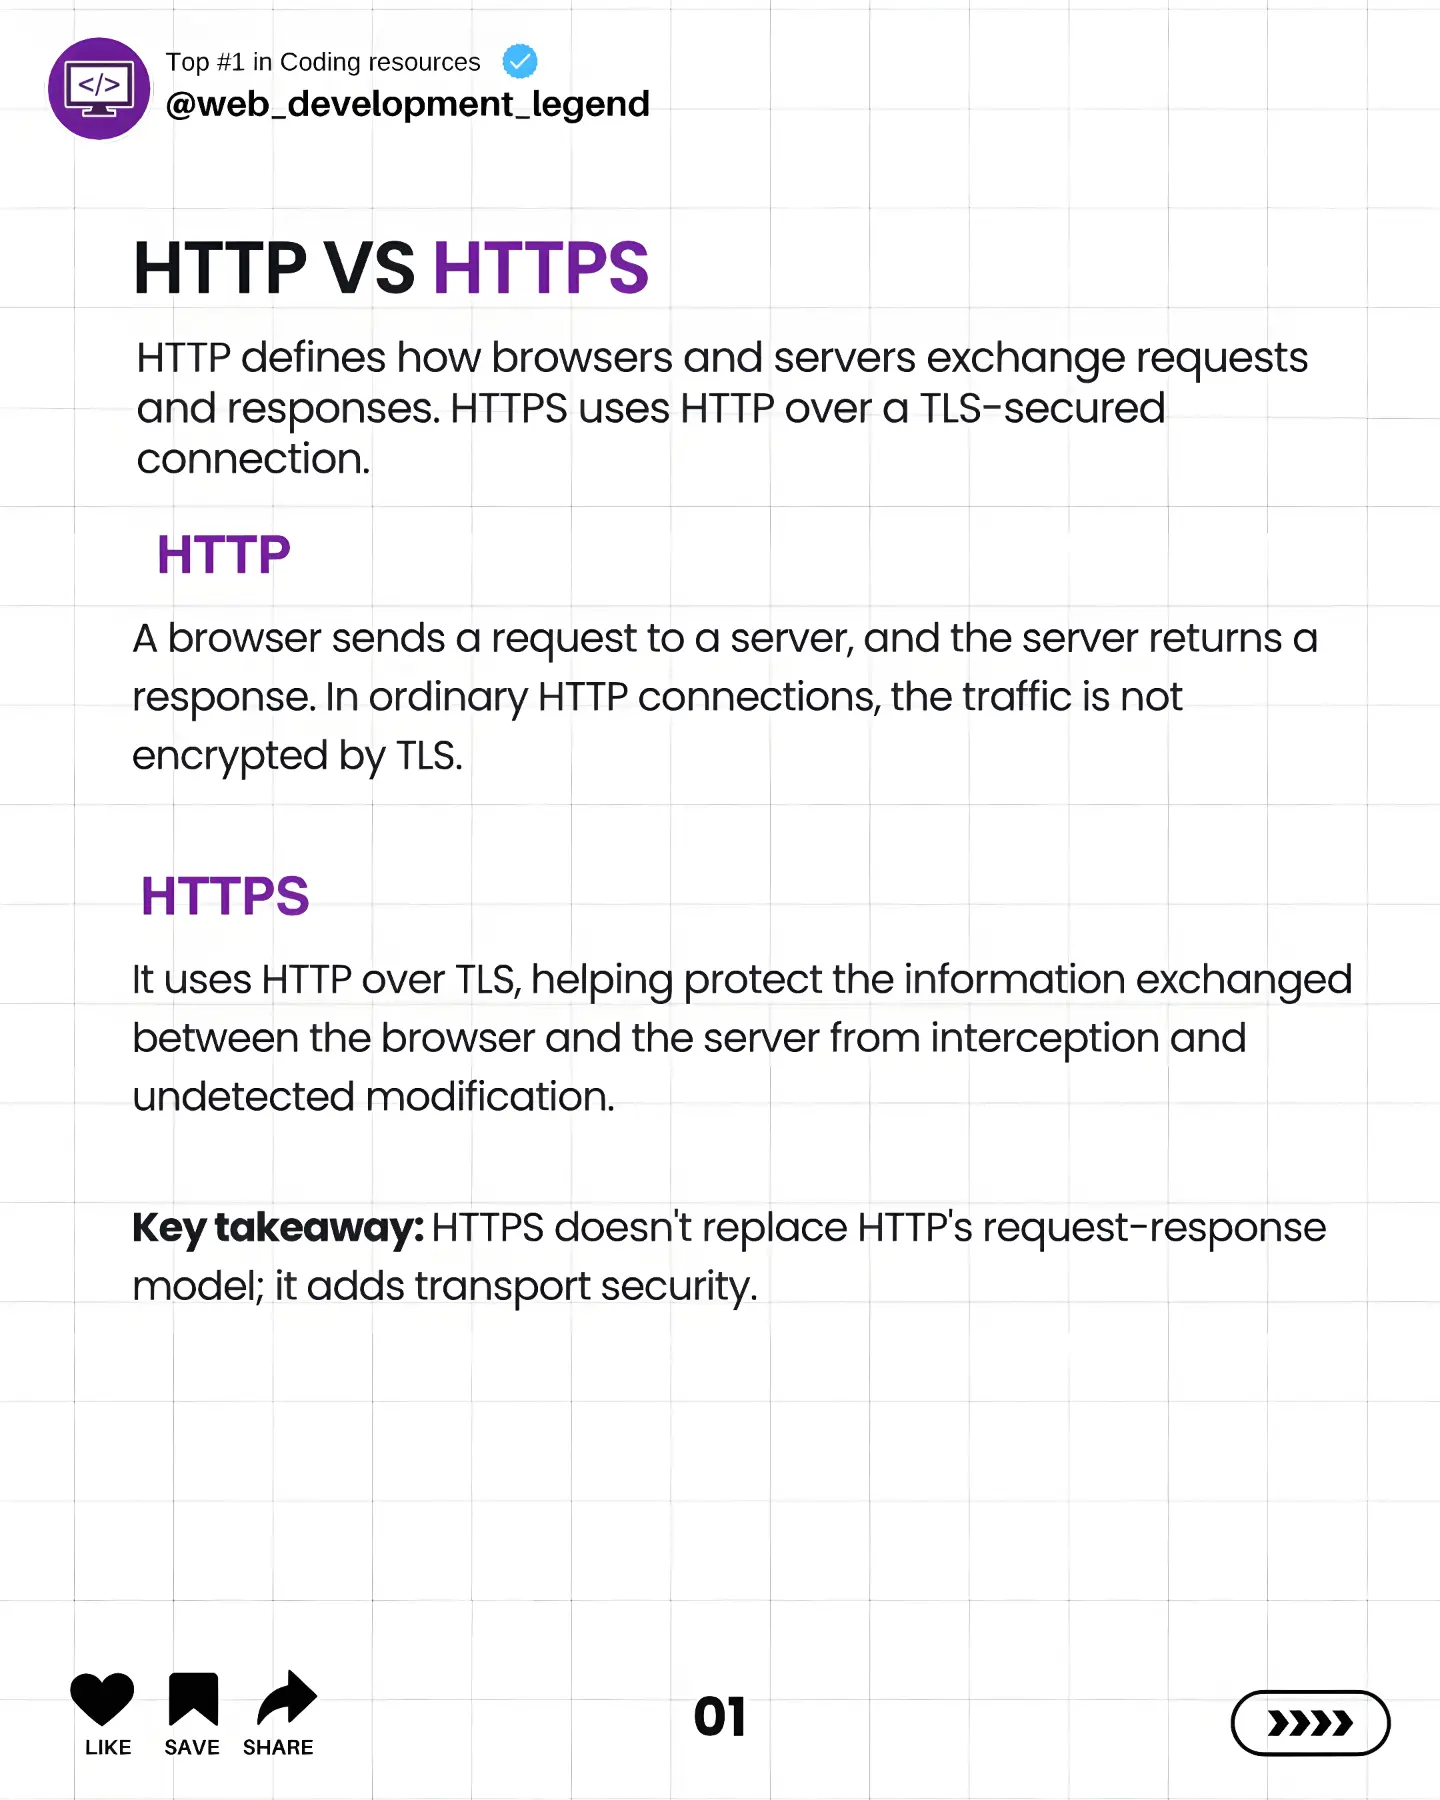 </>
Top #1 in Coding resources
@web_development_legend
HTTP VS HTTPS
HTTP defines how browsers and servers exchange requests
and responses. HTTPS uses HTTP over a TLS-secured
connection.
HTTP
A browser sends a request to a server, and the server returns a
response. In ordinary HTTP connections, the traffic is not
encrypted by TLS.
HTTPS
It uses HTTP over TLS, helping protect the information exchanged
between the browser and the server from interception and
undetected modification.
Key takeaway: HTTPS doesn't replace HTTP's request-response
model; it adds transport security.
LIKE SAVE SHARE
01